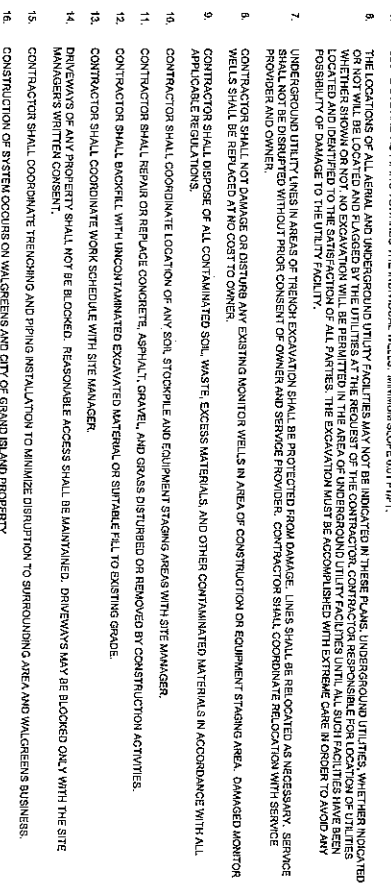 6. THE LOCATIONS OF ALL AERIAL AND UNDERGROUND UTILITY FACILITIES MAY NOT BE INDICATED IN THESE PLANS. UNDERGROUND UTILITIES, WHETHER INDICATED
OR NOT WILL BE LOCATED AND FLAGGED BY THE UTILITIES AT THE REQUEST OF THE CONTRACTOR. CONTRACTOR RESPONSIBLE FOR LOCATION OF UTILITIES
WHETHER SHOWN OR NOT. NO EXCAVATION WILL BE PERMITTED IN THE AREA OF UNDERGROUND UTILITY FACILITIES UNTIL ALL SUCH FACILITIES HAVE BEEN
LOCATED AND IDENTIFIED TO THE SATISFACTION OF ALL PARTIES. THE EXCAVATION MUST BE ACCOMPLISHED WITH EXTREME CARE IN ORDER TO AVOID ANY
POSSIBILITY OF DAMAGE TO THE UTILITY FACILITY.
7. UNDERGROUND UTILITY LINES IN AREAS OF TRENCH EXCAVATION SHALL BE PROTECTED FROM DAMAGE. LINES SHALL BE RELOCATED AS NECESSARY. SERVICE
SHALL NOT BE DISRUPTED WITHOUT PRIOR CONSENT OF OWNER AND SERVICE PROVIDER. CONTRACTOR SHALL COORDINATE RELOCATION WITH SERVICE
PROVIDER AND OWNER.
8. CONTRACTOR SHALL NOT DAMAGE OR DISTURB ANY EXISTING MONITOR WELLS IN AREA OF CONSTRUCTION OR EQUIPMENT STAGING AREA. DAMAGED MONITOR
WELLS SHALL BE REPLACED AT NO COST TO OWNER.
9. CONTRACTOR SHALL DISPOSE OF ALL CONTAMINATED SOIL, WASTE, EXCESS MATERIALS, AND OTHER CONTAMINATED MATERIALS IN ACCORDANCE WITH ALL
APPLICABLE REGULATIONS.
10. CONTRACTOR SHALL COORDINATE LOCATION OF ANY SOIL STOCKPILE AND EQUIPMENT STAGING AREAS WITH SITE MANAGER.
11. CONTRACTOR SHALL REPAIR OR REPLACE CONCRETE, ASPHALT, GRAVEL, AND GRASS DISTURBED OR REMOVED BY CONSTRUCTION ACTIVITIES.
12. CONTRACTOR SHALL BACKFILL WITH UNCONTAMINATED EXCAVATED MATERIAL OR SUITABLE FILL TO EXISTING GRADE.
13. CONTRACTOR SHALL COORDINATE WORK SCHEDULE WITH SITE MANAGER.
14. DRIVEWAYS OF ANY PROPERTY SHALL NOT BE BLOCKED. REASONABLE ACCESS SHALL BE MAINTAINED. DRIVEWAYS MAY BE BLOCKED ONLY WITH THE SITE
MANAGER'S WRITTEN CONSENT.
15. CONTRACTOR SHALL COORDINATE TRENCHING AND PIPING INSTALLATION TO MINIMIZE DISRUPTION TO SURROUNDING AREA AND WALGREENS BUSINESS.
16. CONSTRUCTION OF SYSTEM OCCURS ON WALGREENS AND CITY OF GRAND ISLAND PROPERTY